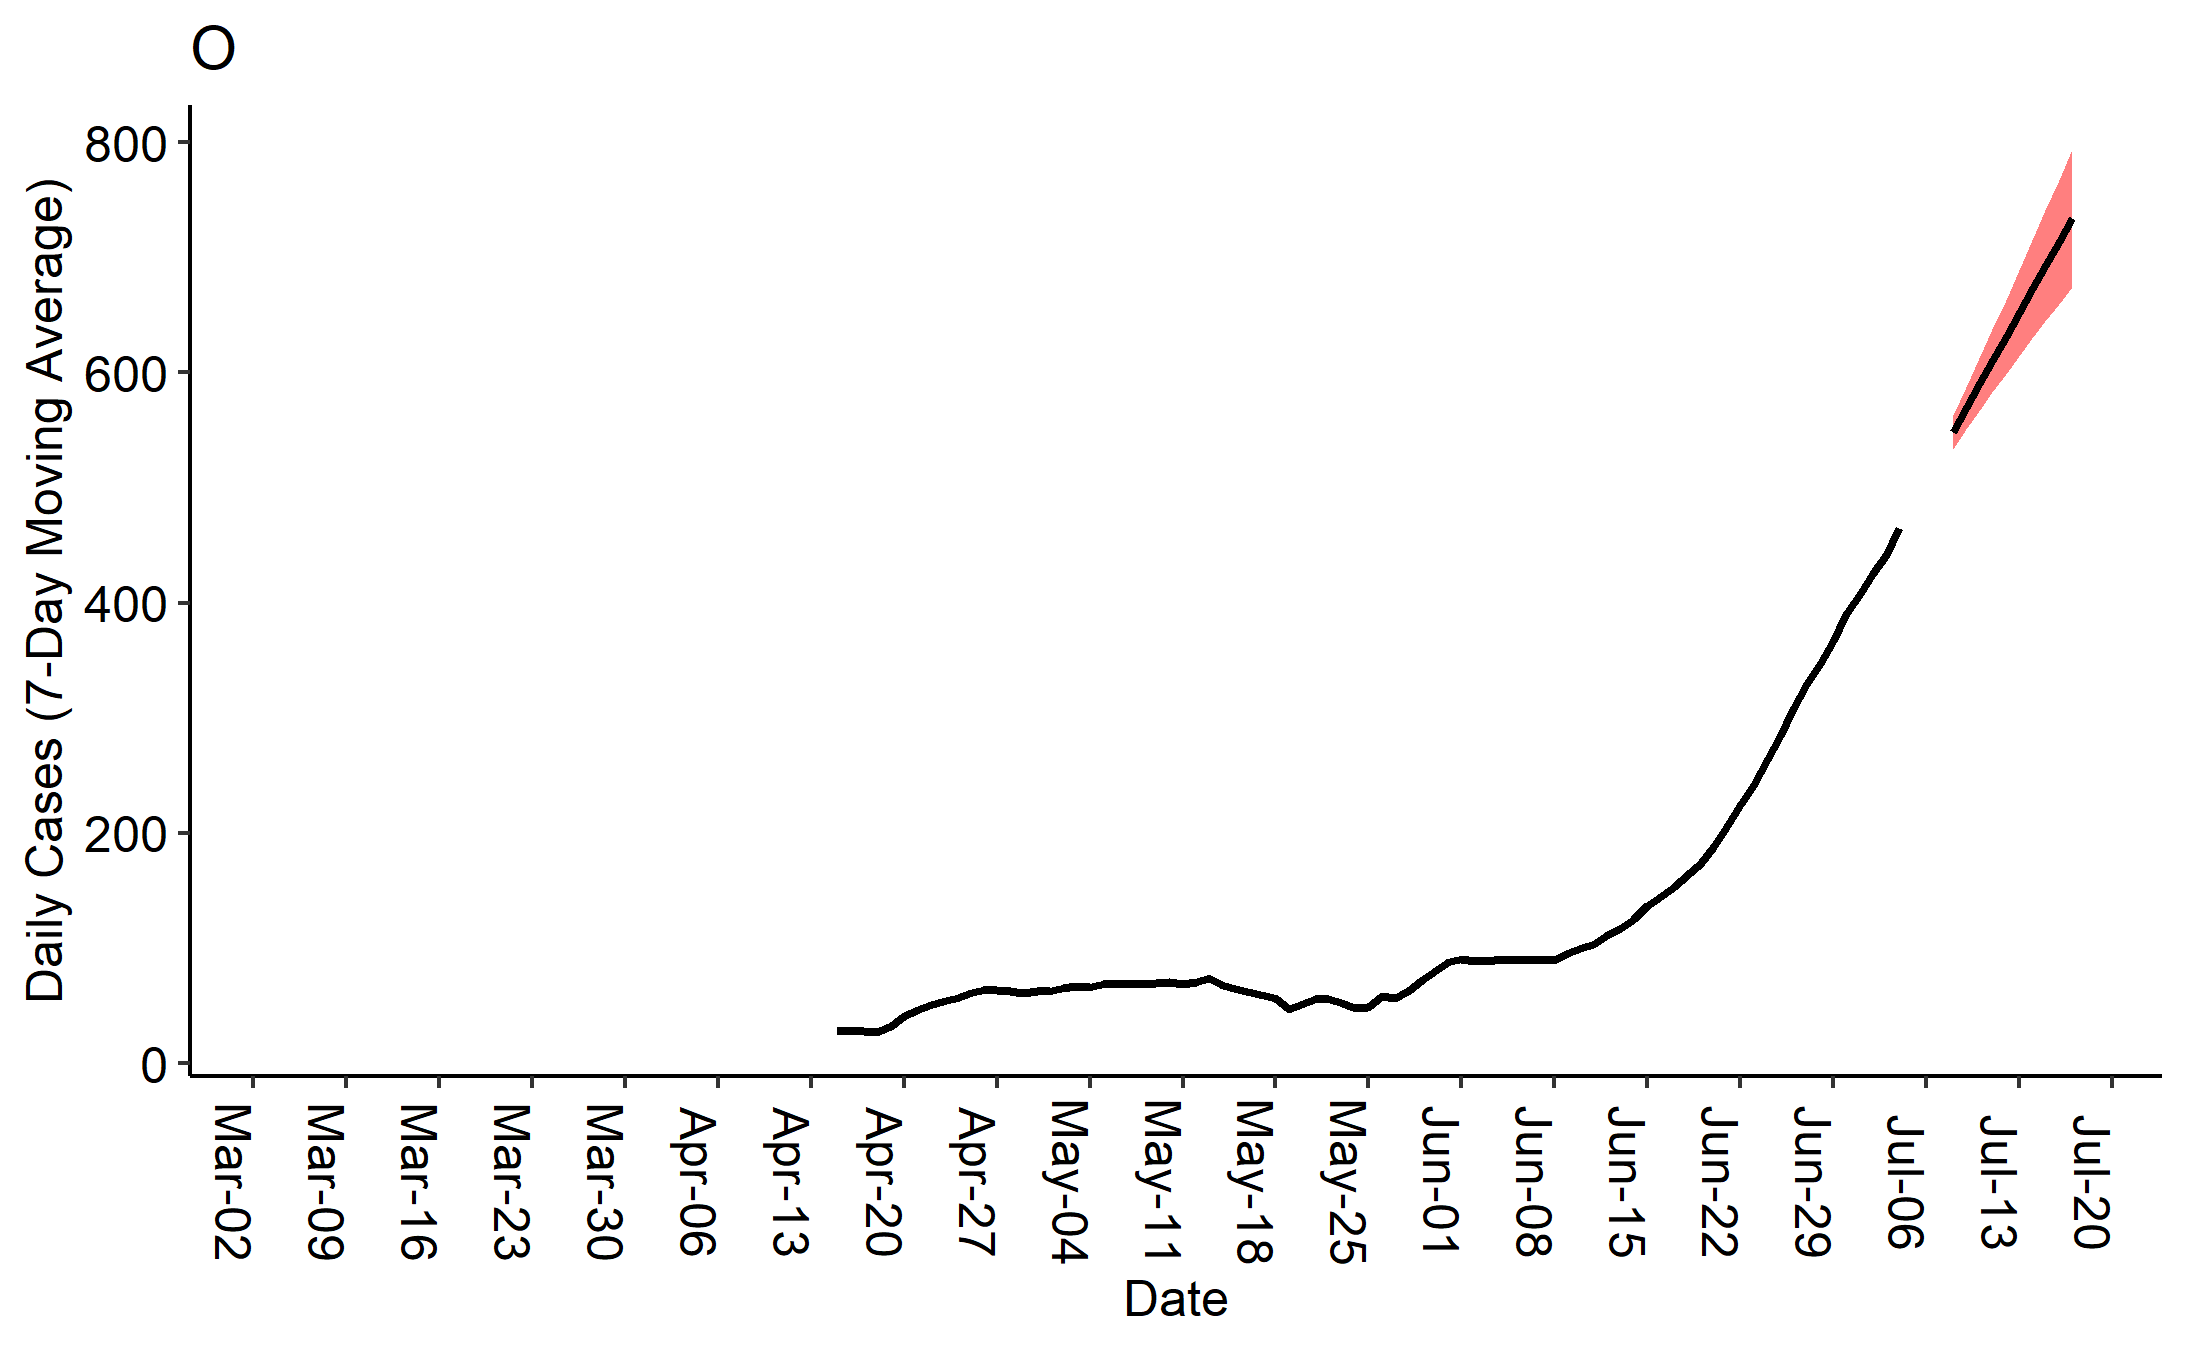 O
Daily Cases (7-Day Moving Average)
800
600
400
200
0
Mar-02
Mar-09
Mar-16
Mar-23
Mar-30
Apr-06
Apr-13
Apr-20
Apr-27
May-04
May-11
May-18
May-25
Jun-01
Jun-08
Jun-15
Jun-22
Jun-29
Jul-06
Jul-13
Jul-20
Date